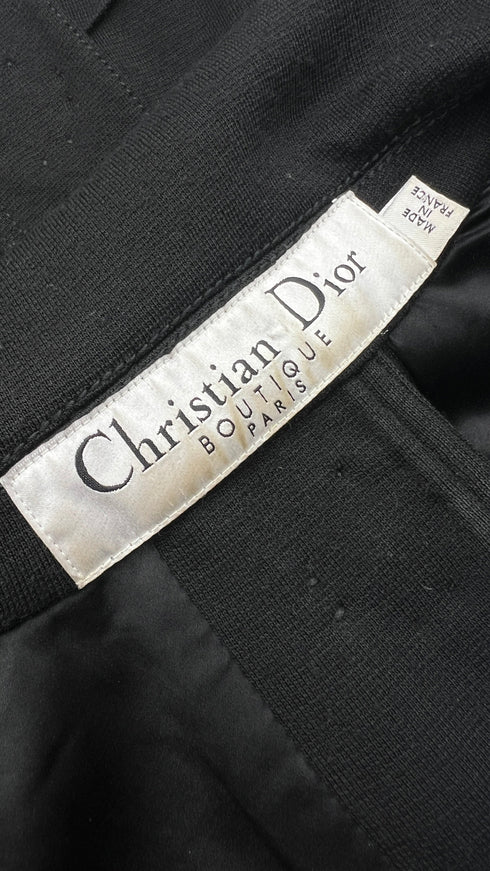 Christian Dior
BOUTIQUE
PARIS
MADE
IN
FRANCE